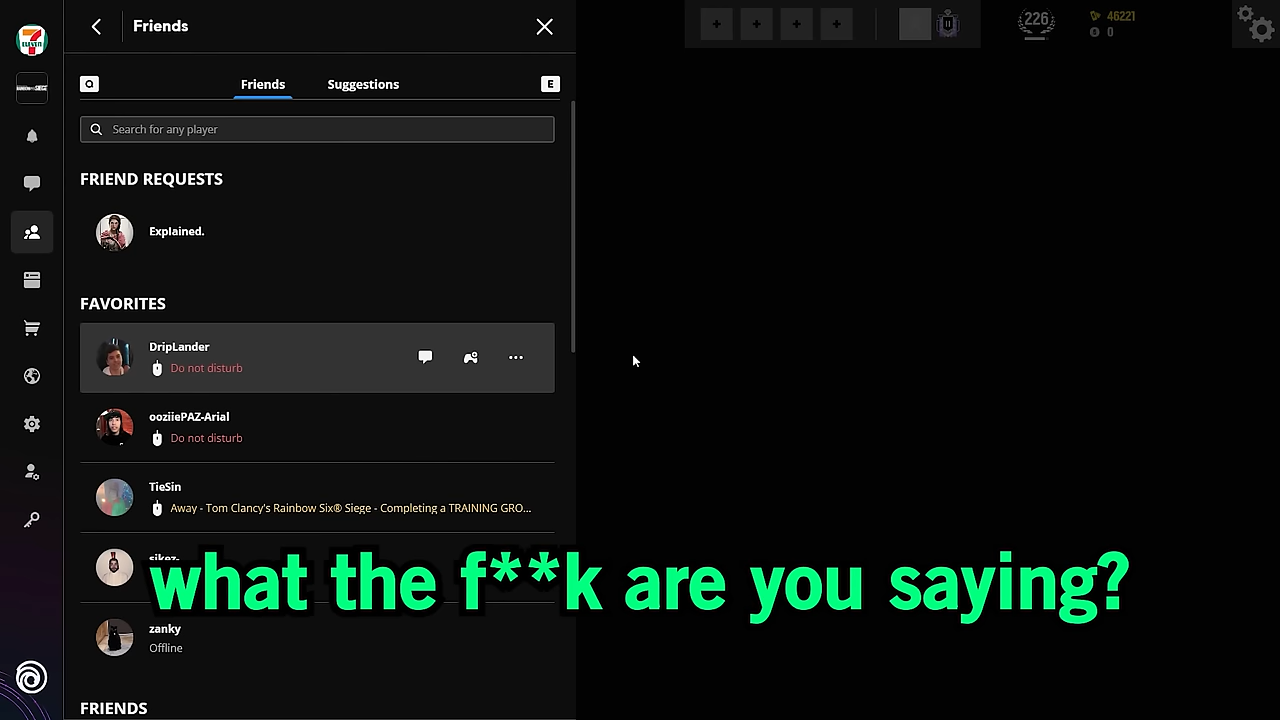 Friends
226
46221
0
Q
Friends
Suggestions
E
Search for any player
FRIEND REQUESTS
Explained.
FAVORITES
DripLander
Do not disturb
ooziiePAZ-Arial
Do not disturb
TieSin
Away - Tom Clancy's Rainbow Six® Siege - Completing a TRAINING GRO...
sikez-
what the f**k are you saying?
zanky
Offline
FRIENDS